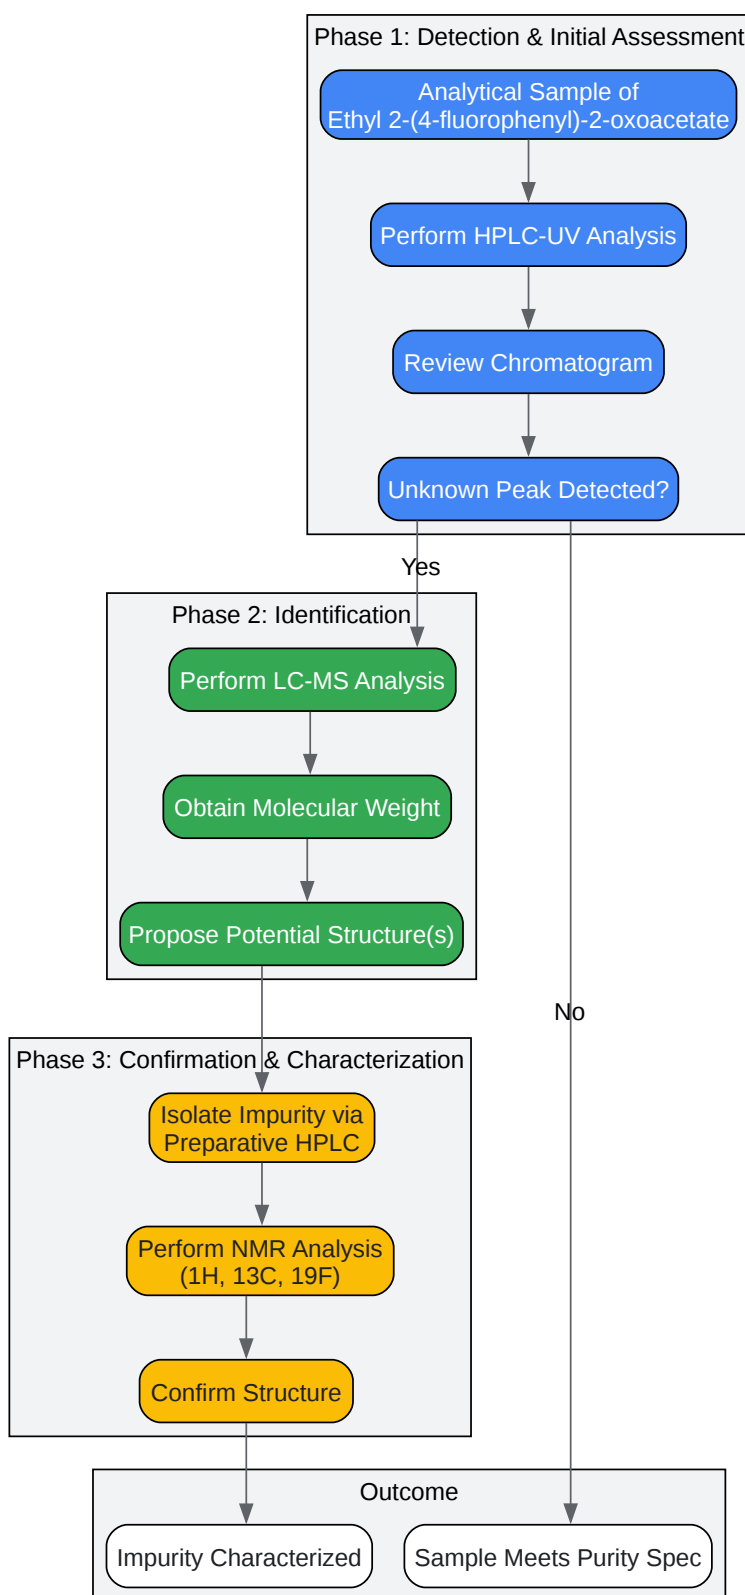 Phase 1: Detection & Initial Assessment
Analytical Sample of
Ethyl 2-(4-fluorophenyl)-2-oxoacetate
Perform HPLC-UV Analysis
Review Chromatogram
Unknown Peak Detected?
Yes
Phase 2: Identification
Perform LC-MS Analysis
Obtain Molecular Weight
Propose Potential Structure(s)
No
Phase 3: Confirmation & Characterization
Isolate Impurity via
Preparative HPLC
Perform NMR Analysis
(1H, 13C, 19F)
Confirm Structure
Outcome
Impurity Characterized
Sample Meets Purity Spec